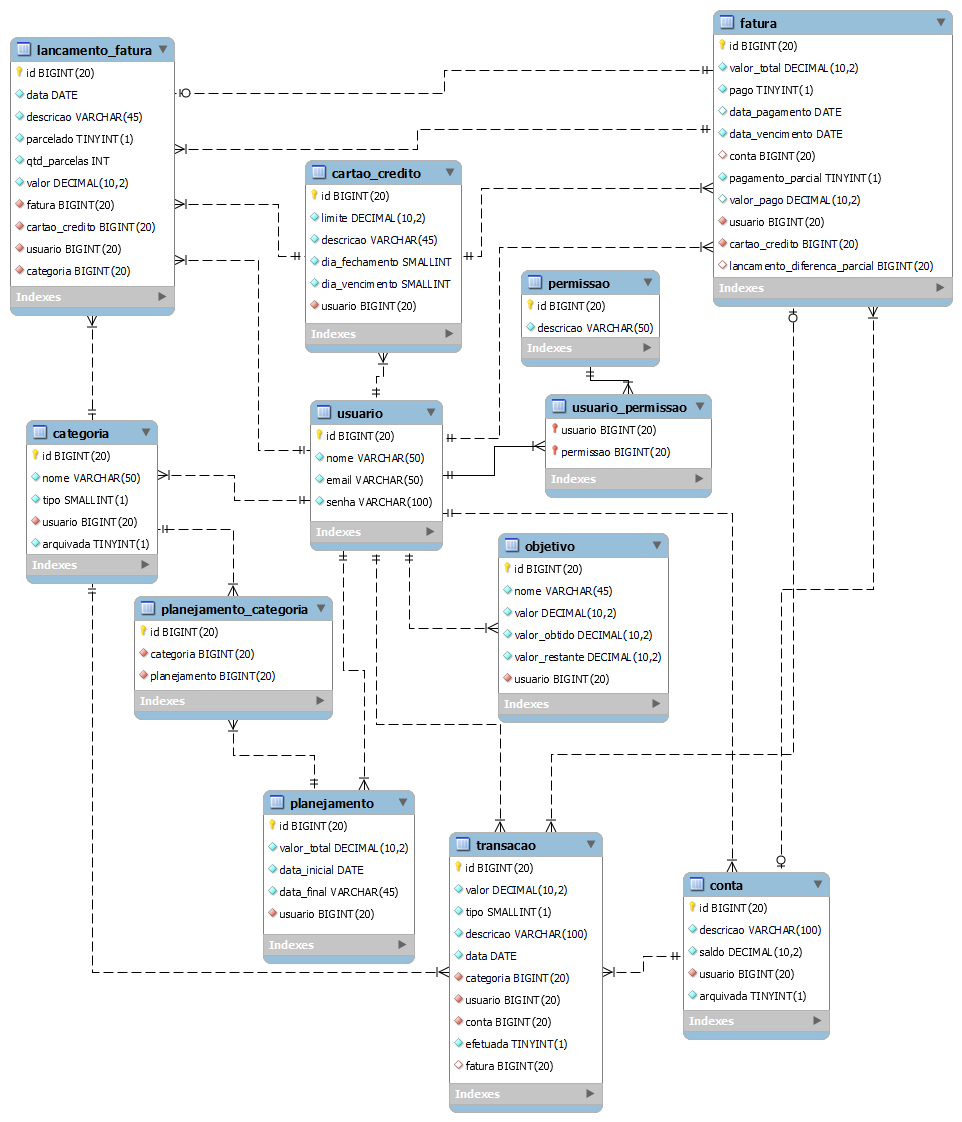 lancamento_fatura
id BIGINT(20)
data DATE
descricao VARCHAR(45)
parcelado TINYINT(1)
qtd_parcelas INT
valor DECIMAL(10,2)
fatura BIGINT(20)
cartao_credito BIGINT(20)
usuario BIGINT(20)
categoria BIGINT(20)
Indexes
fatura
id BIGINT(20)
valor_total DECIMAL(10,2)
pago TINYINT(1)
data_pagamento DATE
data_vencimento DATE
conta BIGINT(20)
pagamento_parcial TINYINT(1)
valor_pago DECIMAL(10,2)
usuario BIGINT(20)
cartao_credito BIGINT(20)
lancamento_diferenca_parcial BIGINT(20)
Indexes
cartao_credito
id BIGINT(20)
limite DECIMAL(10,2)
descricao VARCHAR(45)
dia_fechamento SMALLINT
dia_vencimento SMALLINT
usuario BIGINT(20)
Indexes
permissao
id BIGINT(20)
descricao VARCHAR(50)
Indexes
usuario_permissao
usuario BIGINT(20)
permissao BIGINT(20)
Indexes
usuario
id BIGINT(20)
nome VARCHAR(50)
email VARCHAR(50)
senha VARCHAR(100)
Indexes
categoria
id BIGINT(20)
nome VARCHAR(50)
tipo SMALLINT(1)
usuario BIGINT(20)
arquivada TINYINT(1)
Indexes
objetivo
id BIGINT(20)
nome VARCHAR(45)
valor DECIMAL(10,2)
valor_obtido DECIMAL(10,2)
valor_restante DECIMAL(10,2)
usuario BIGINT(20)
Indexes
planejamento_categoria
id BIGINT(20)
categoria BIGINT(20)
planejamento BIGINT(20)
Indexes
planejamento
id BIGINT(20)
valor_total DECIMAL(10,2)
data_inicial DATE
data_final VARCHAR(45)
usuario BIGINT(20)
Indexes
transacao
id BIGINT(20)
valor DECIMAL(10,2)
tipo SMALLINT(1)
descricao VARCHAR(100)
data DATE
categoria BIGINT(20)
usuario BIGINT(20)
conta BIGINT(20)
efetuada TINYINT(1)
fatura BIGINT(20)
Indexes
conta
id BIGINT(20)
descricao VARCHAR(100)
saldo DECIMAL(10,2)
usuario BIGINT(20)
arquivada TINYINT(1)
Indexes